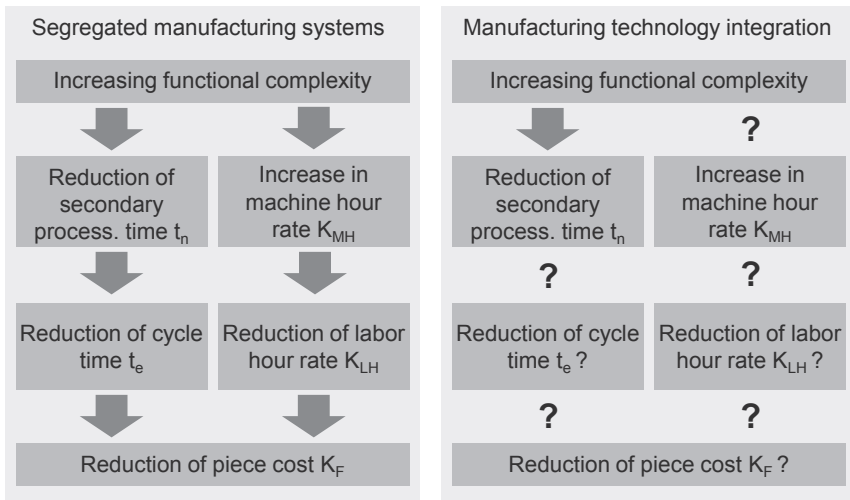 Segregated manufacturing systems
Increasing functional complexity
Reduction of
secondary
process. time tn
Increase in
machine hour
rate KMH
Reduction of cycle
time te
Reduction of labor
hour rate KLH
Reduction of piece cost KF
Manufacturing technology integration
Increasing functional complexity
?
Reduction of
secondary
process. time tn
Increase in
machine hour
rate KMH
?
?
Reduction of cycle
time te ?
Reduction of labor
hour rate KLH ?
?
?
Reduction of piece cost KF ?